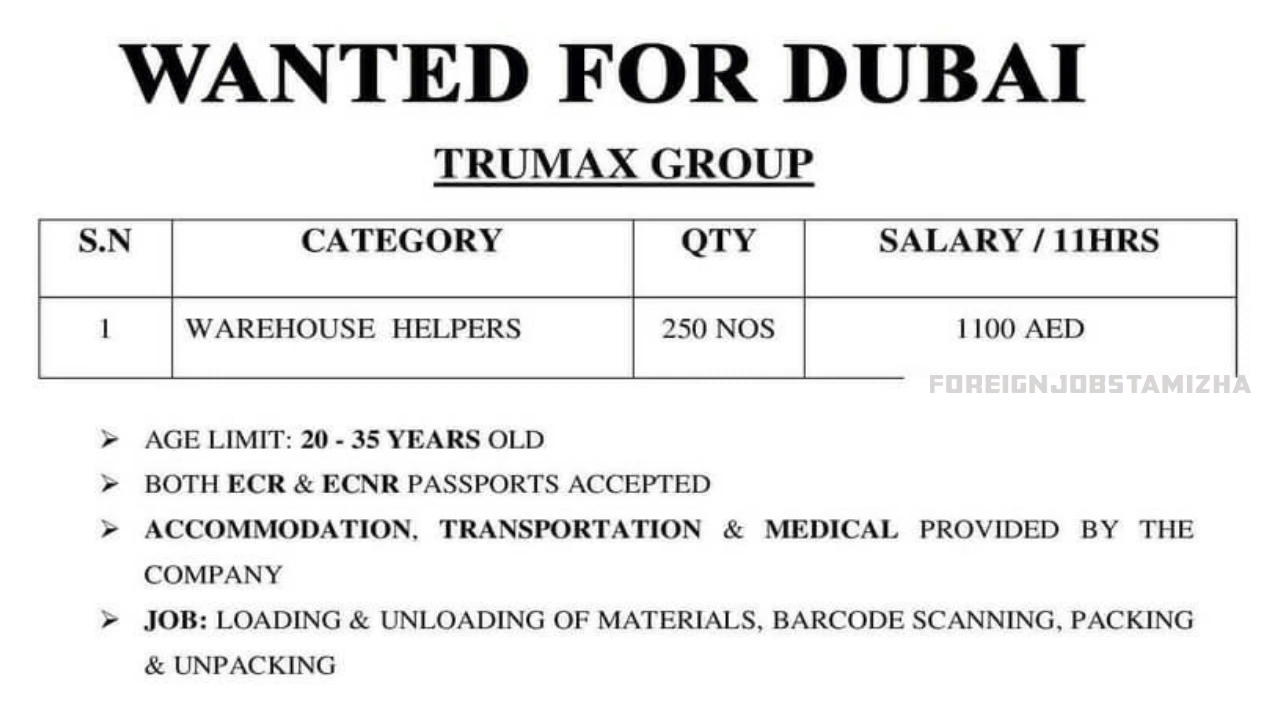 WANTED FOR DUBAI
TRUMAX GROUP
S.N CATEGORY QTY SALARY / 11HRS
1 WAREHOUSE HELPERS 250 NOS 1100 AED
FOREIGNJOBSTAMIZHA
➢ AGE LIMIT: 20 - 35 YEARS OLD
➢ BOTH ECR & ECNR PASSPORTS ACCEPTED
➢ ACCOMMODATION, TRANSPORTATION & MEDICAL PROVIDED BY THE
COMPANY
➢ JOB: LOADING & UNLOADING OF MATERIALS, BARCODE SCANNING, PACKING
& UNPACKING